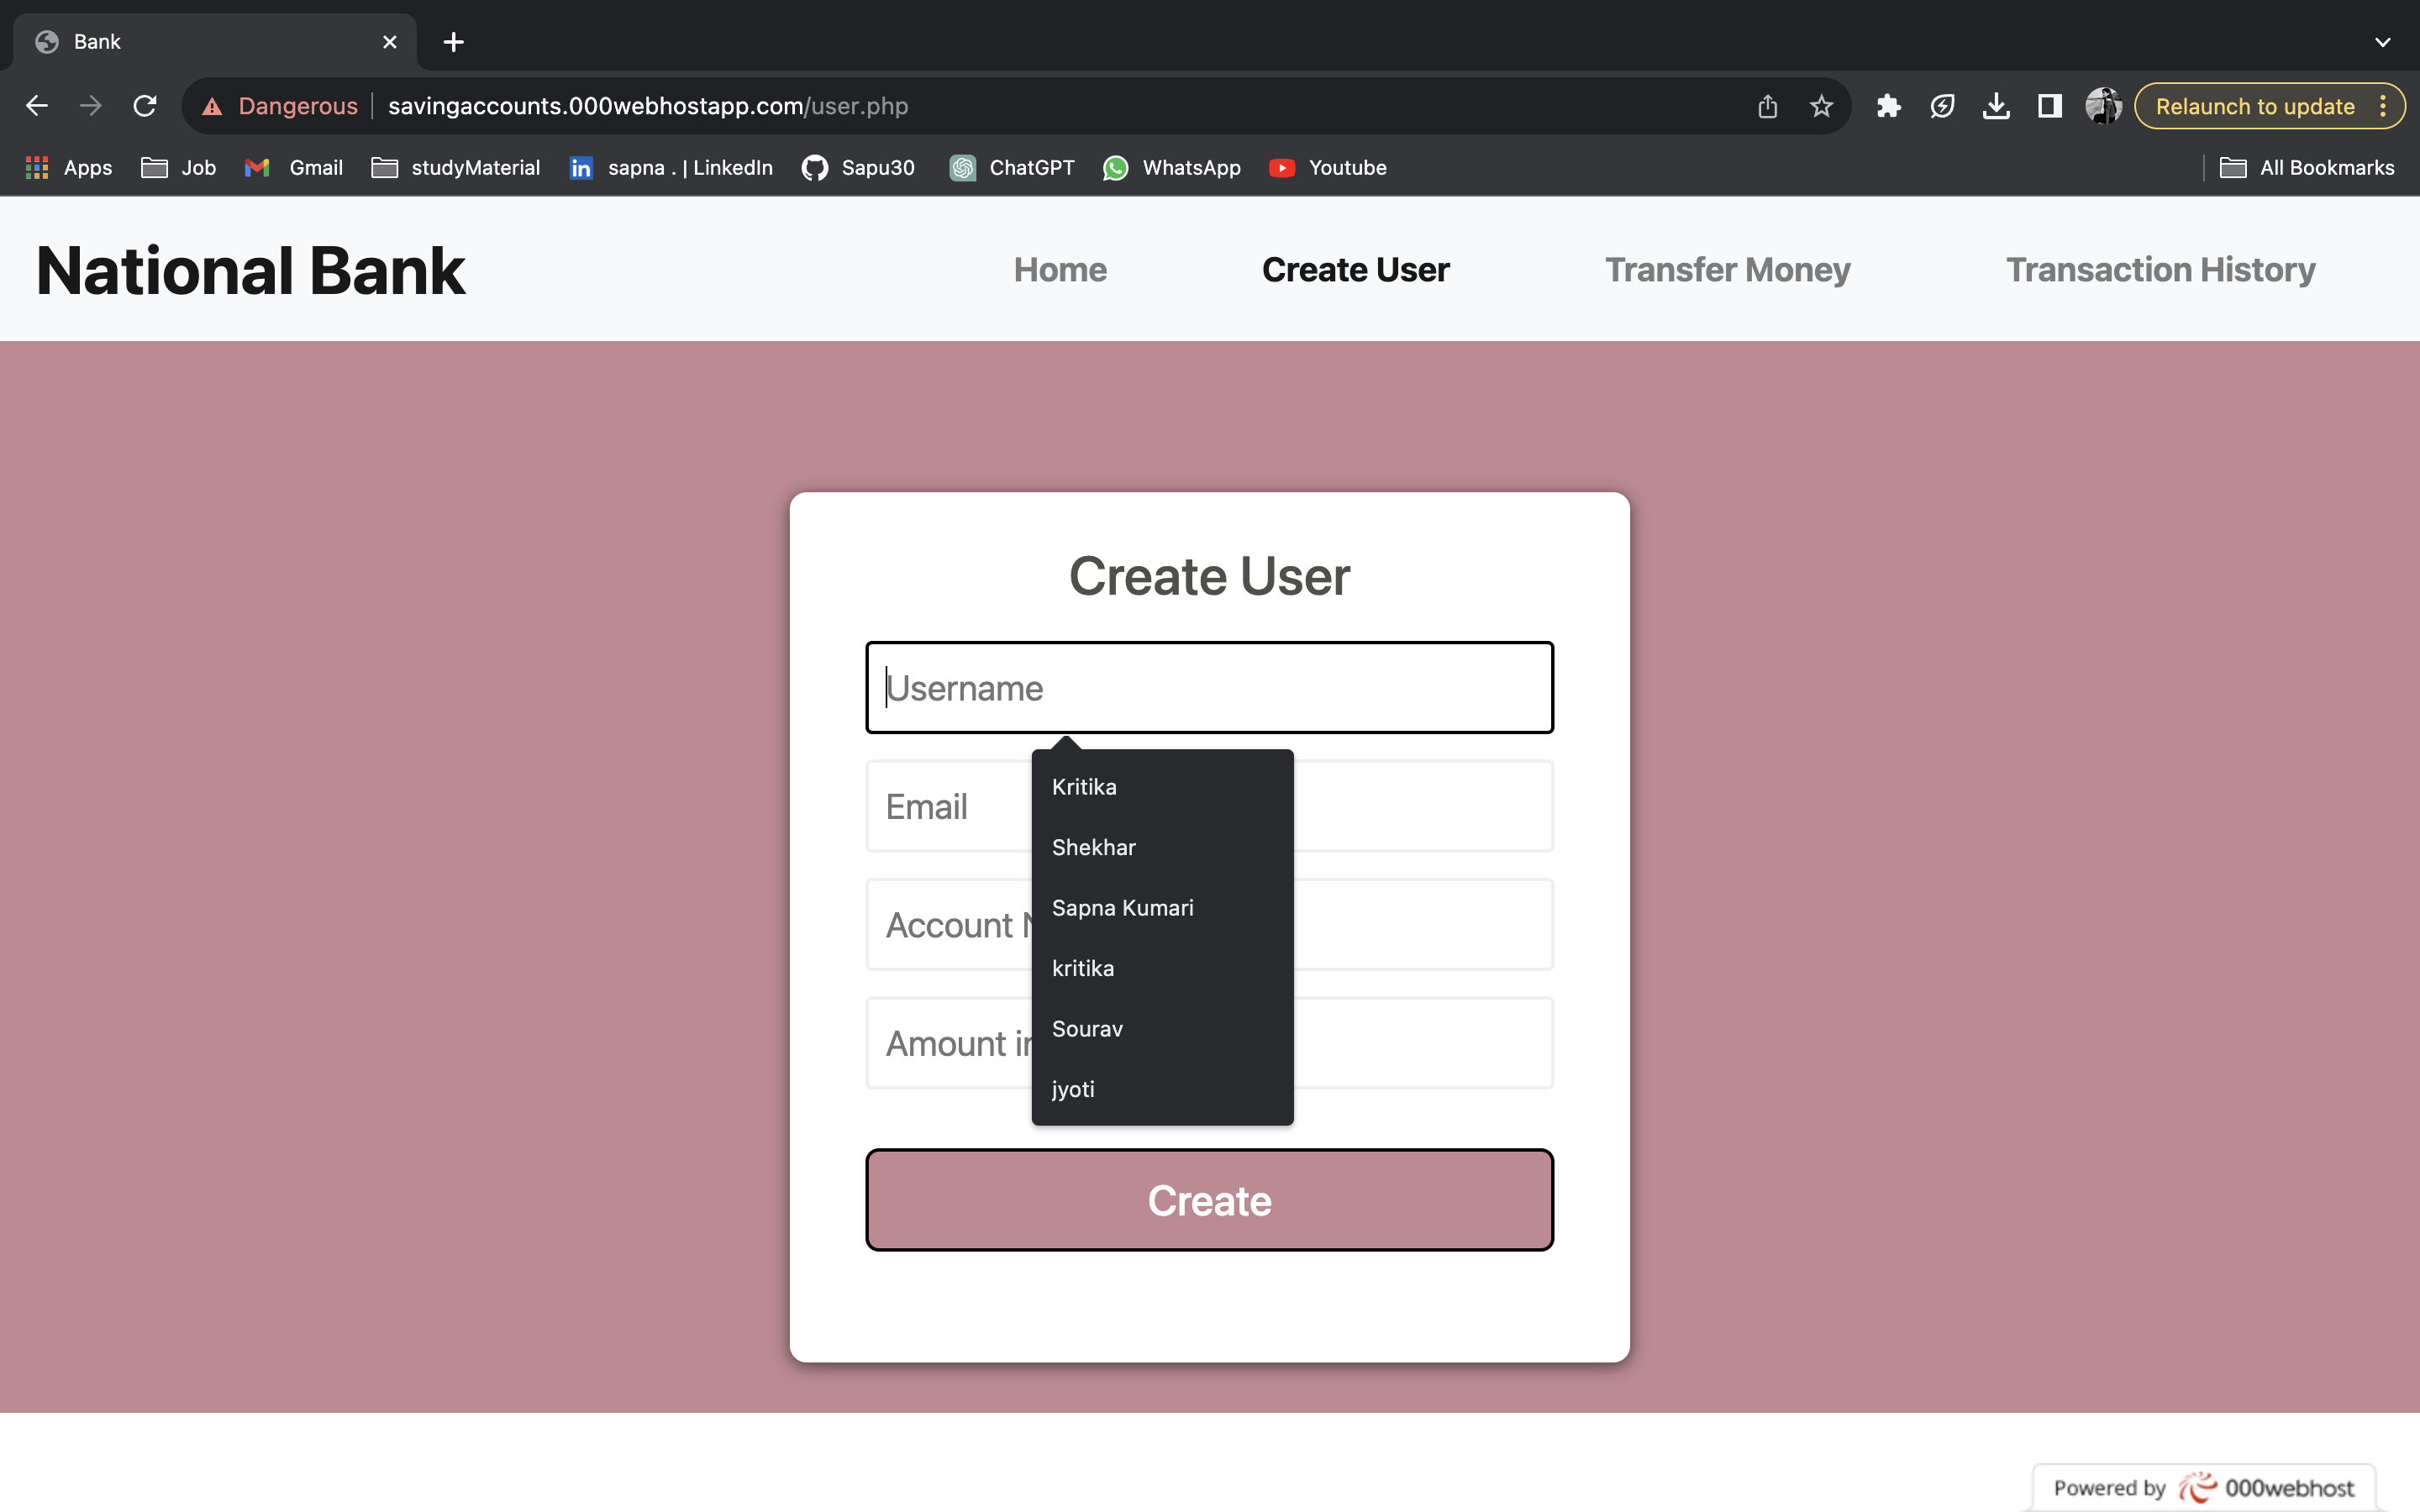 Bank
Dangerous savingaccounts.000webhostapp.com/user.php Relaunch to update
Apps Job Gmail studyMaterial sapna . | LinkedIn Sapu30 ChatGPT WhatsApp Youtube All Bookmarks
National Bank Home Create User Transfer Money Transaction History
Create User
Username
Kritika
Email
Shekhar
Sapna Kumari
Account
kritika
Sourav
Amount
jyoti
Create
Powered by 000webhost